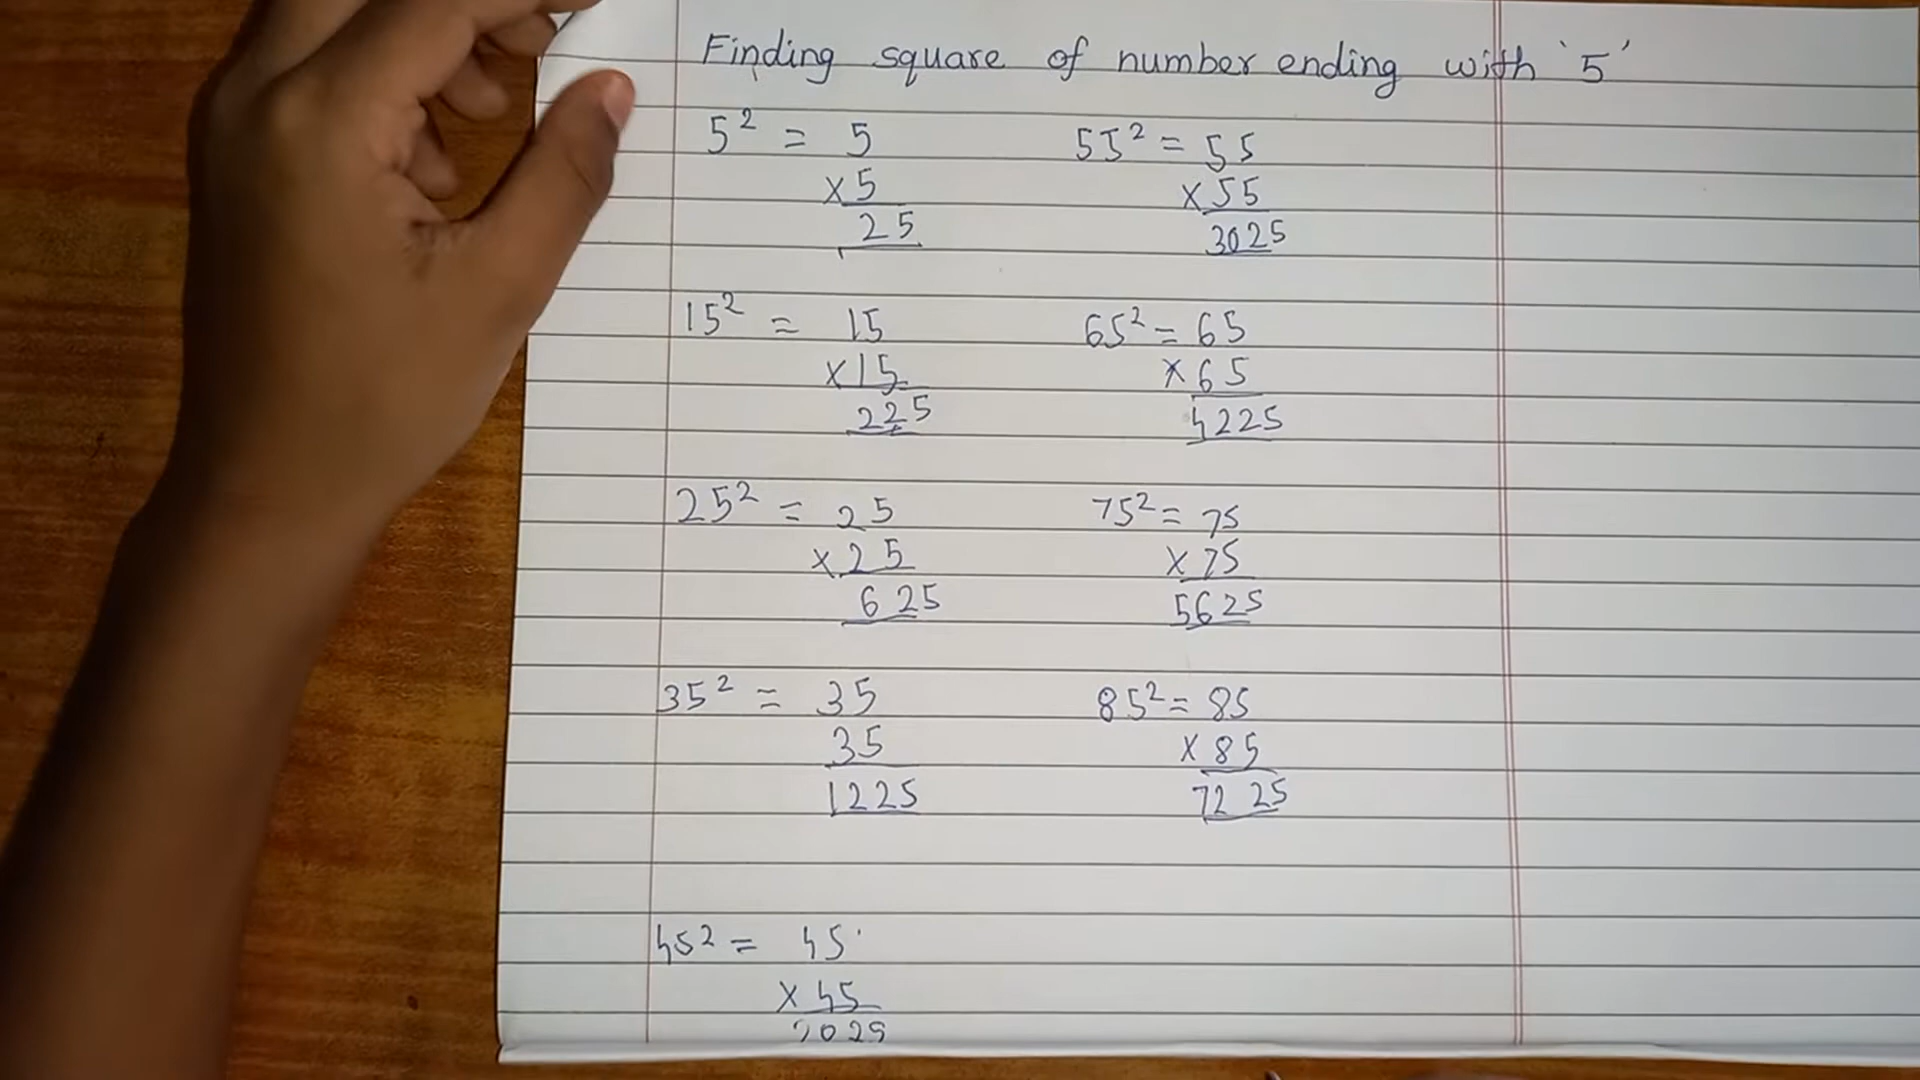 Finding square of number ending with '5'
5² = 5
×5
25
15² = 15
×15
225
25² = 25
×25
625
35² = 35
35
1225
45² = 45
×45
2025
55² = 55
×55
3025
65² = 65
×65
4225
75² = 75
×75
5625
85² = 85
×85
7225